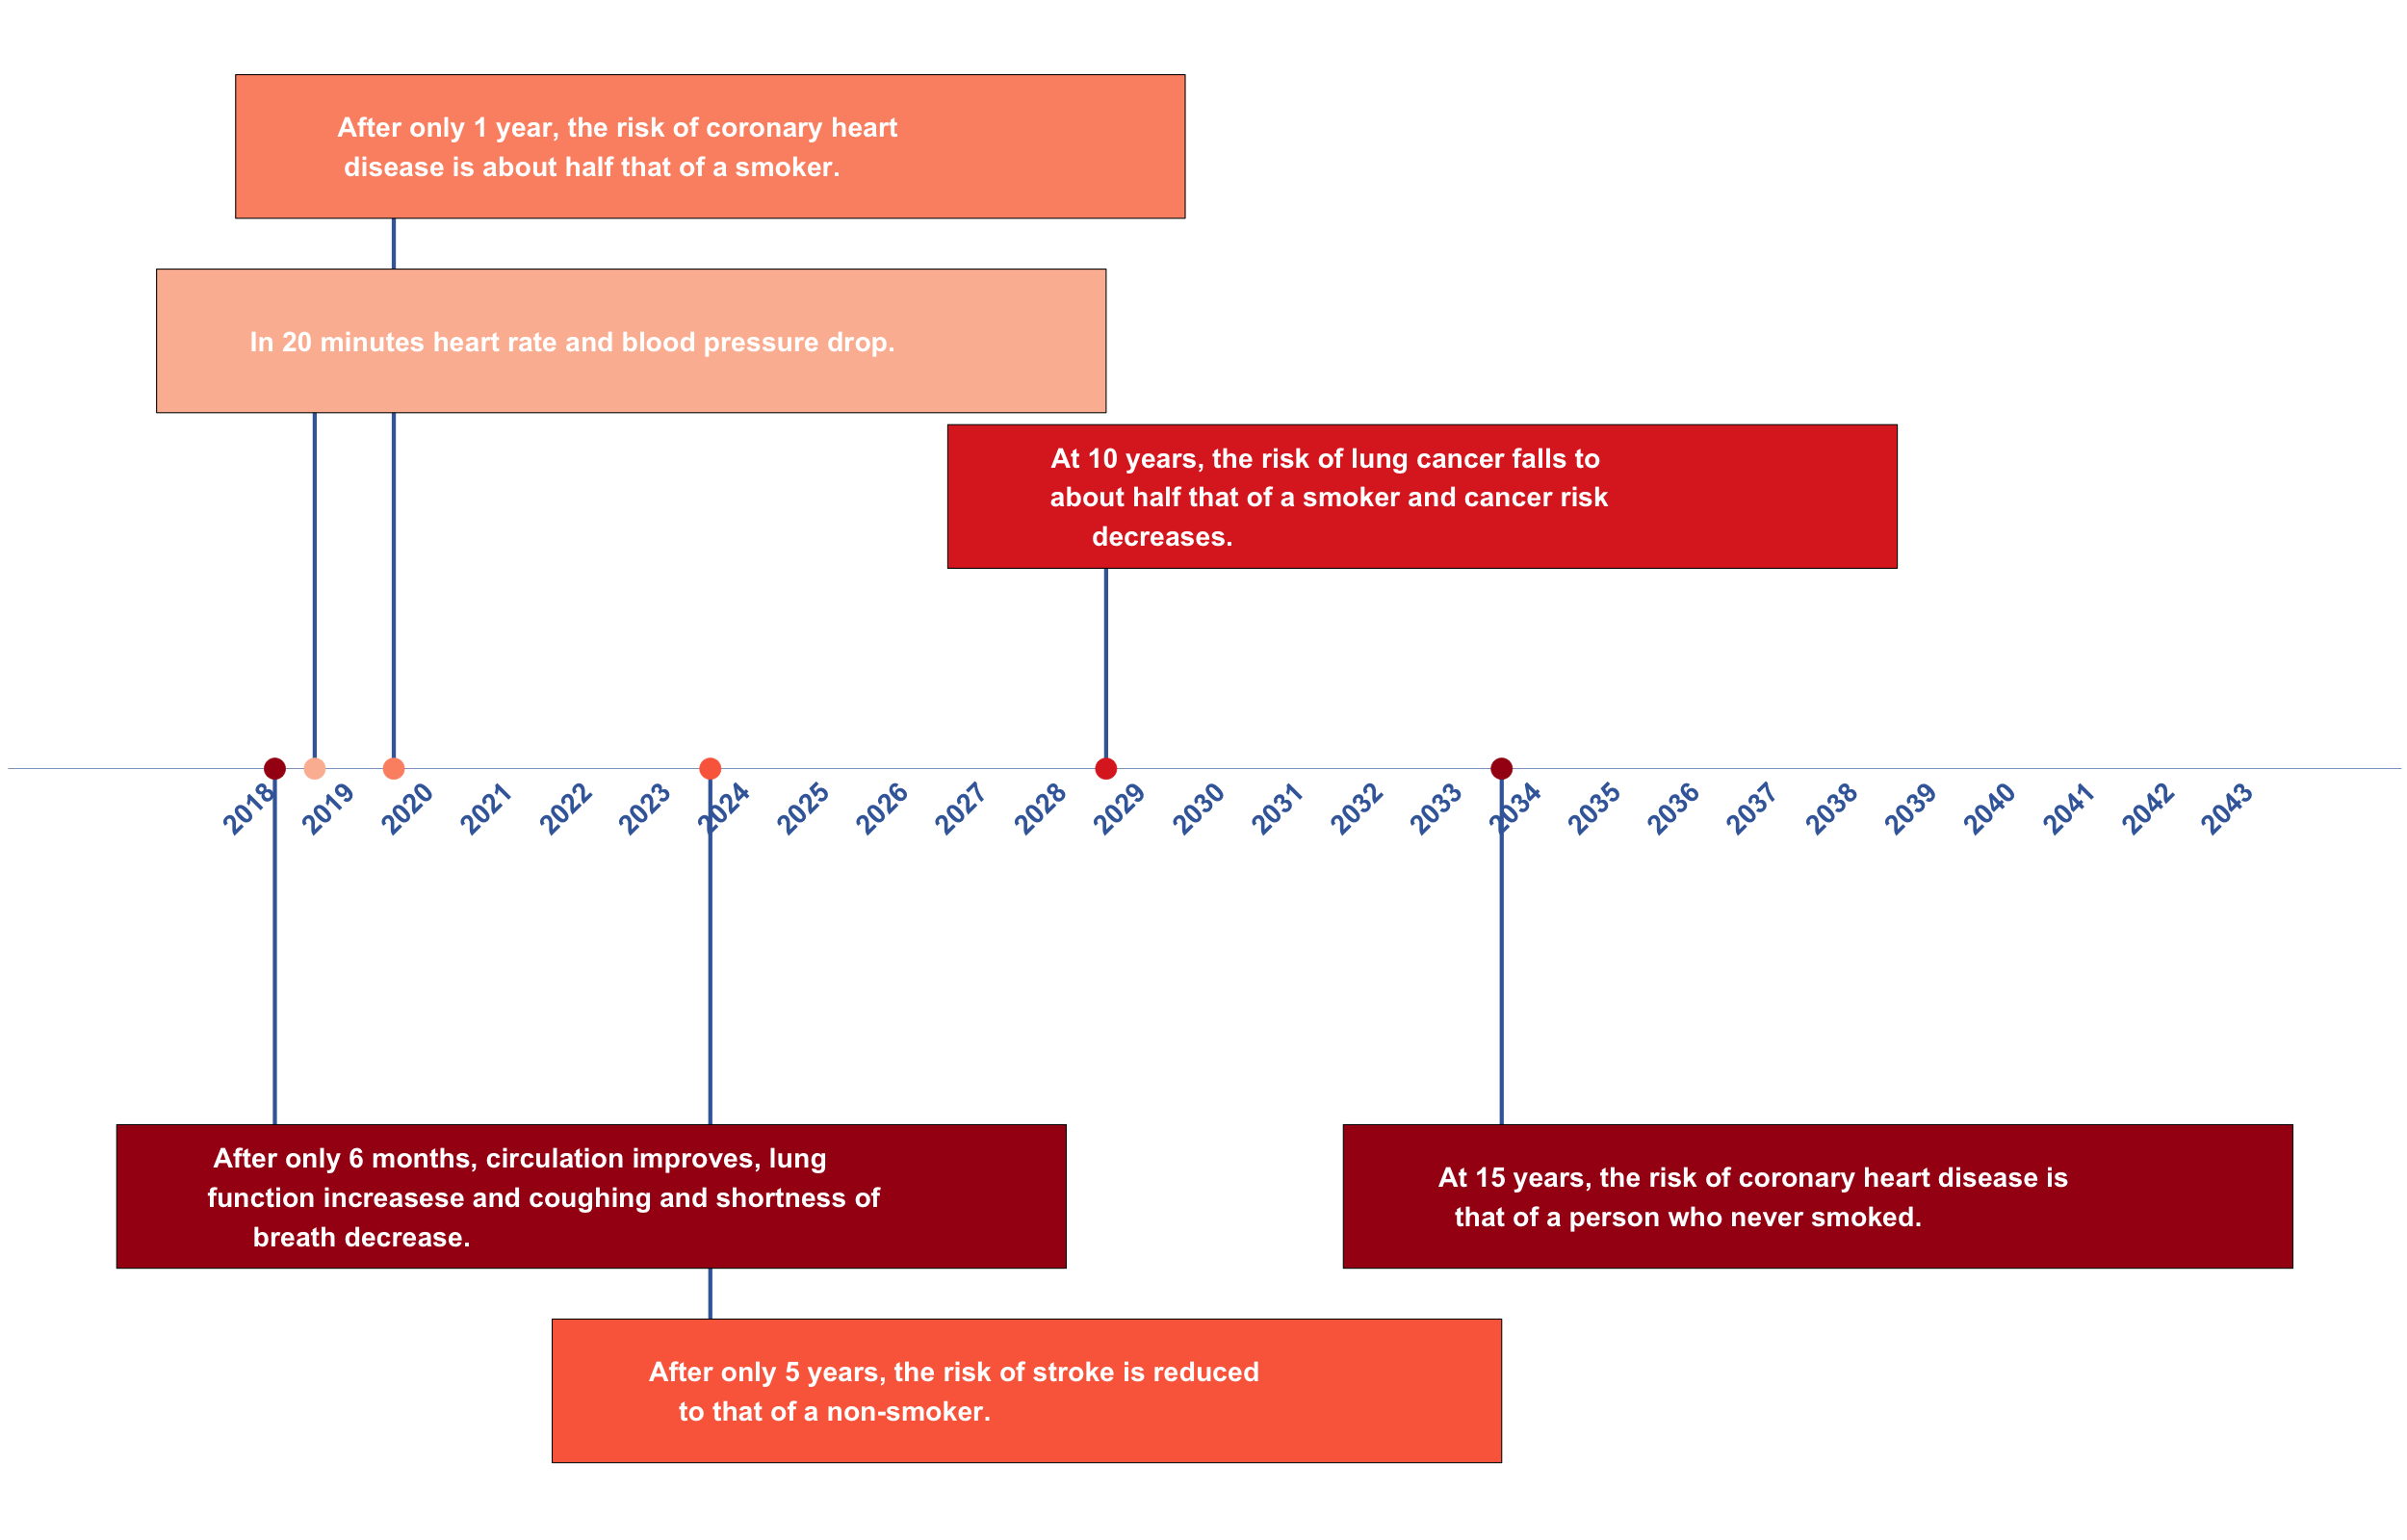 After only 1 year, the risk of coronary heart
disease is about half that of a smoker.
In 20 minutes heart rate and blood pressure drop.
At 10 years, the risk of lung cancer falls to
about half that of a smoker and cancer risk
decreases.
2018 2019 2020 2021 2022 2023 2024 2025 2026 2027 2028 2029 2030 2031 2032 2033 2034 2035 2036 2037 2038 2039 2040 2041 2042 2043
After only 6 months, circulation improves, lung
function increasese and coughing and shortness of
breath decrease.
At 15 years, the risk of coronary heart disease is
that of a person who never smoked.
After only 5 years, the risk of stroke is reduced
to that of a non-smoker.